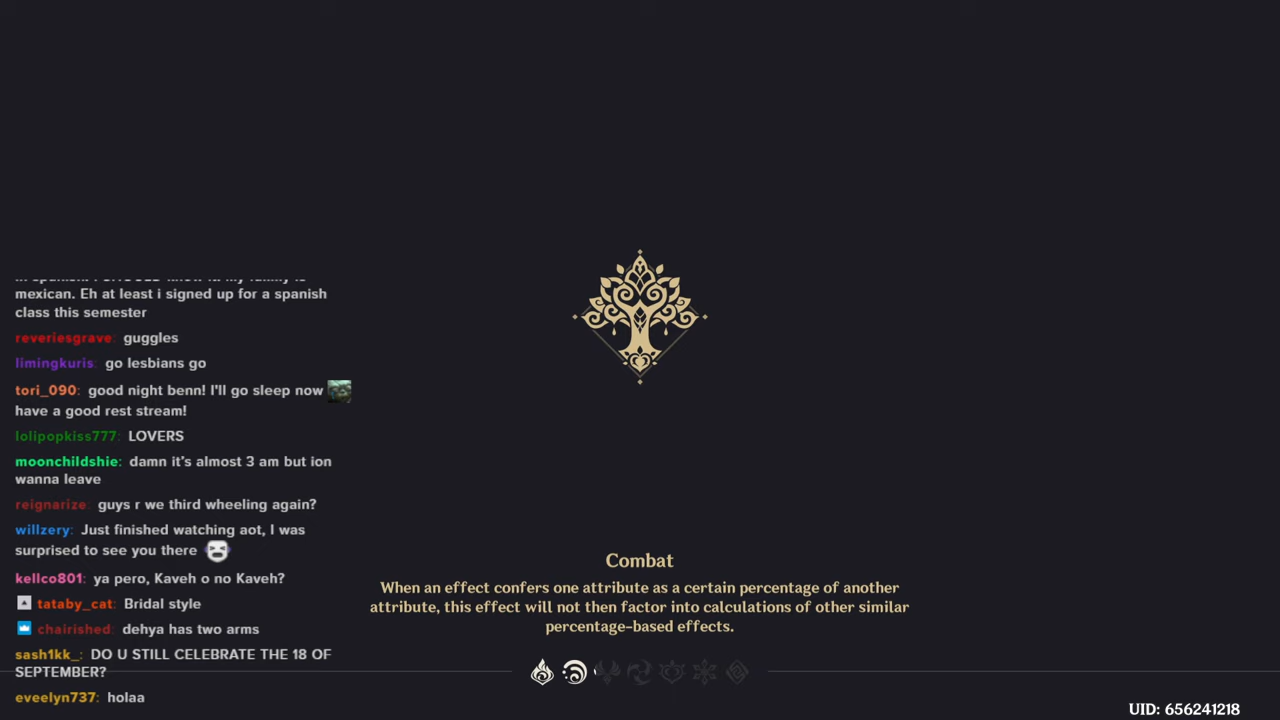 mexican. Eh at least i signed up for a spanish
class this semester
reveriesgrave: guggles
limingkuris: go lesbians go
tori_090: good night benn! I'll go sleep now
have a good rest stream!
lolipopkiss777: LOVERS
moonchildshie: damn it's almost 3 am but ion
wanna leave
reignarize: guys r we third wheeling again?
willzery: Just finished watching aot, I was
surprised to see you there
kellco801: ya pero, Kaveh o no Kaveh?
tataby_cat: Bridal style
chairished: dehya has two arms
sash1kk_: DO U STILL CELEBRATE THE 18 OF
SEPTEMBER?
eveelyn737: holaa
Combat
When an effect confers one attribute as a certain percentage of another
attribute, this effect will not then factor into calculations of other similar
percentage-based effects.
UID: 656241218